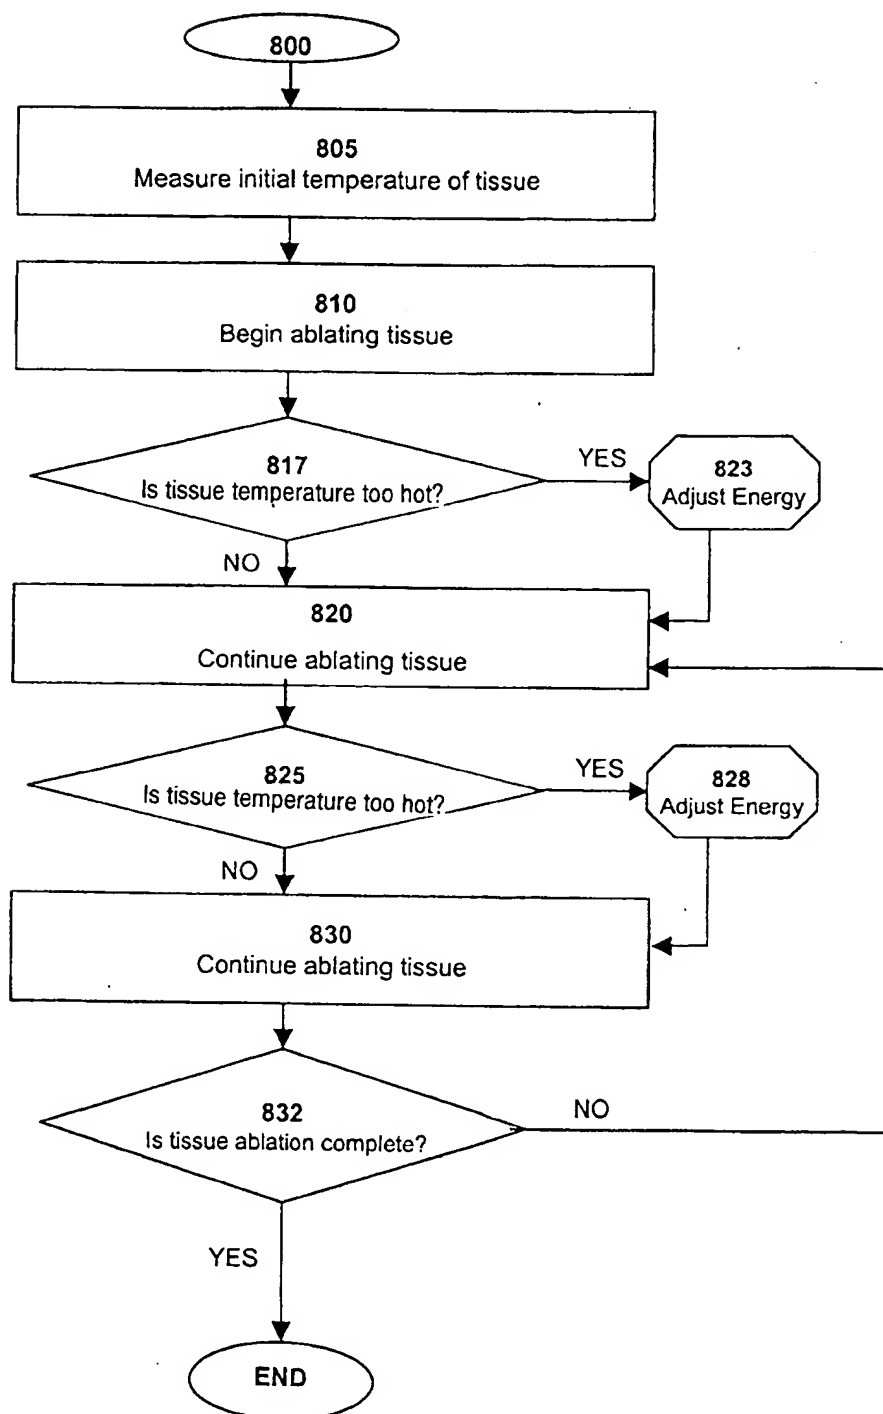 800
805
Measure initial temperature of tissue
810
Begin ablating tissue
817
Is tissue temperature too hot?
YES
823
Adjust Energy
NO
820
Continue ablating tissue
825
Is tissue temperature too hot?
YES
828
Adjust Energy
NO
830
Continue ablating tissue
832
Is tissue ablation complete?
NO
YES
END